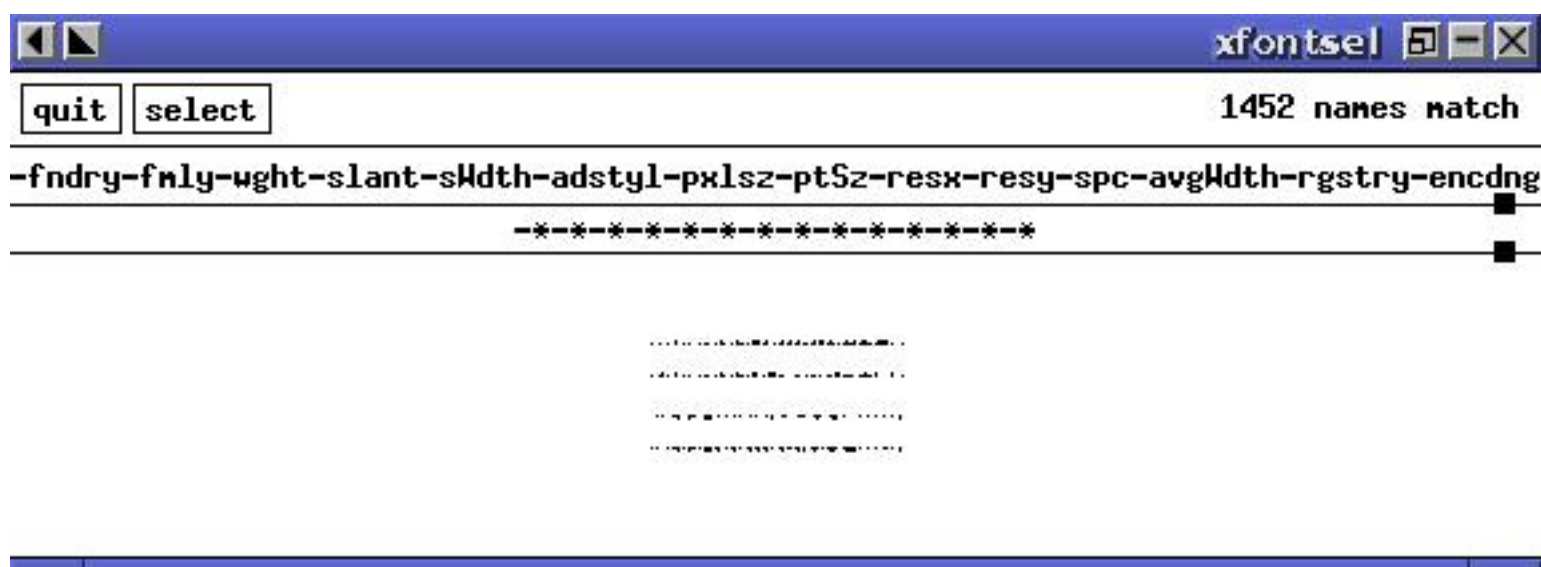 xfontsel
quit select 1452 names match
-fndry-fmly-wght-slant-sWdth-adstyl-pxlsz-ptSz-resx-resy-spc-avgWdth-rgstry-encdng
-*-*-*-*-*-*-*-*-*-*-*-*-*-*